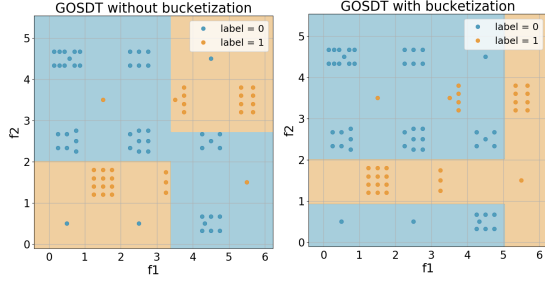 GOSDT without bucketization
label = 0
label = 1
5
4
3
2
1
0
f2
0 1 2 3 4 5 6
f1
GOSDT with bucketization
label = 0
label = 1
5
4
3
2
1
0
f2
0 1 2 3 4 5 6
f1